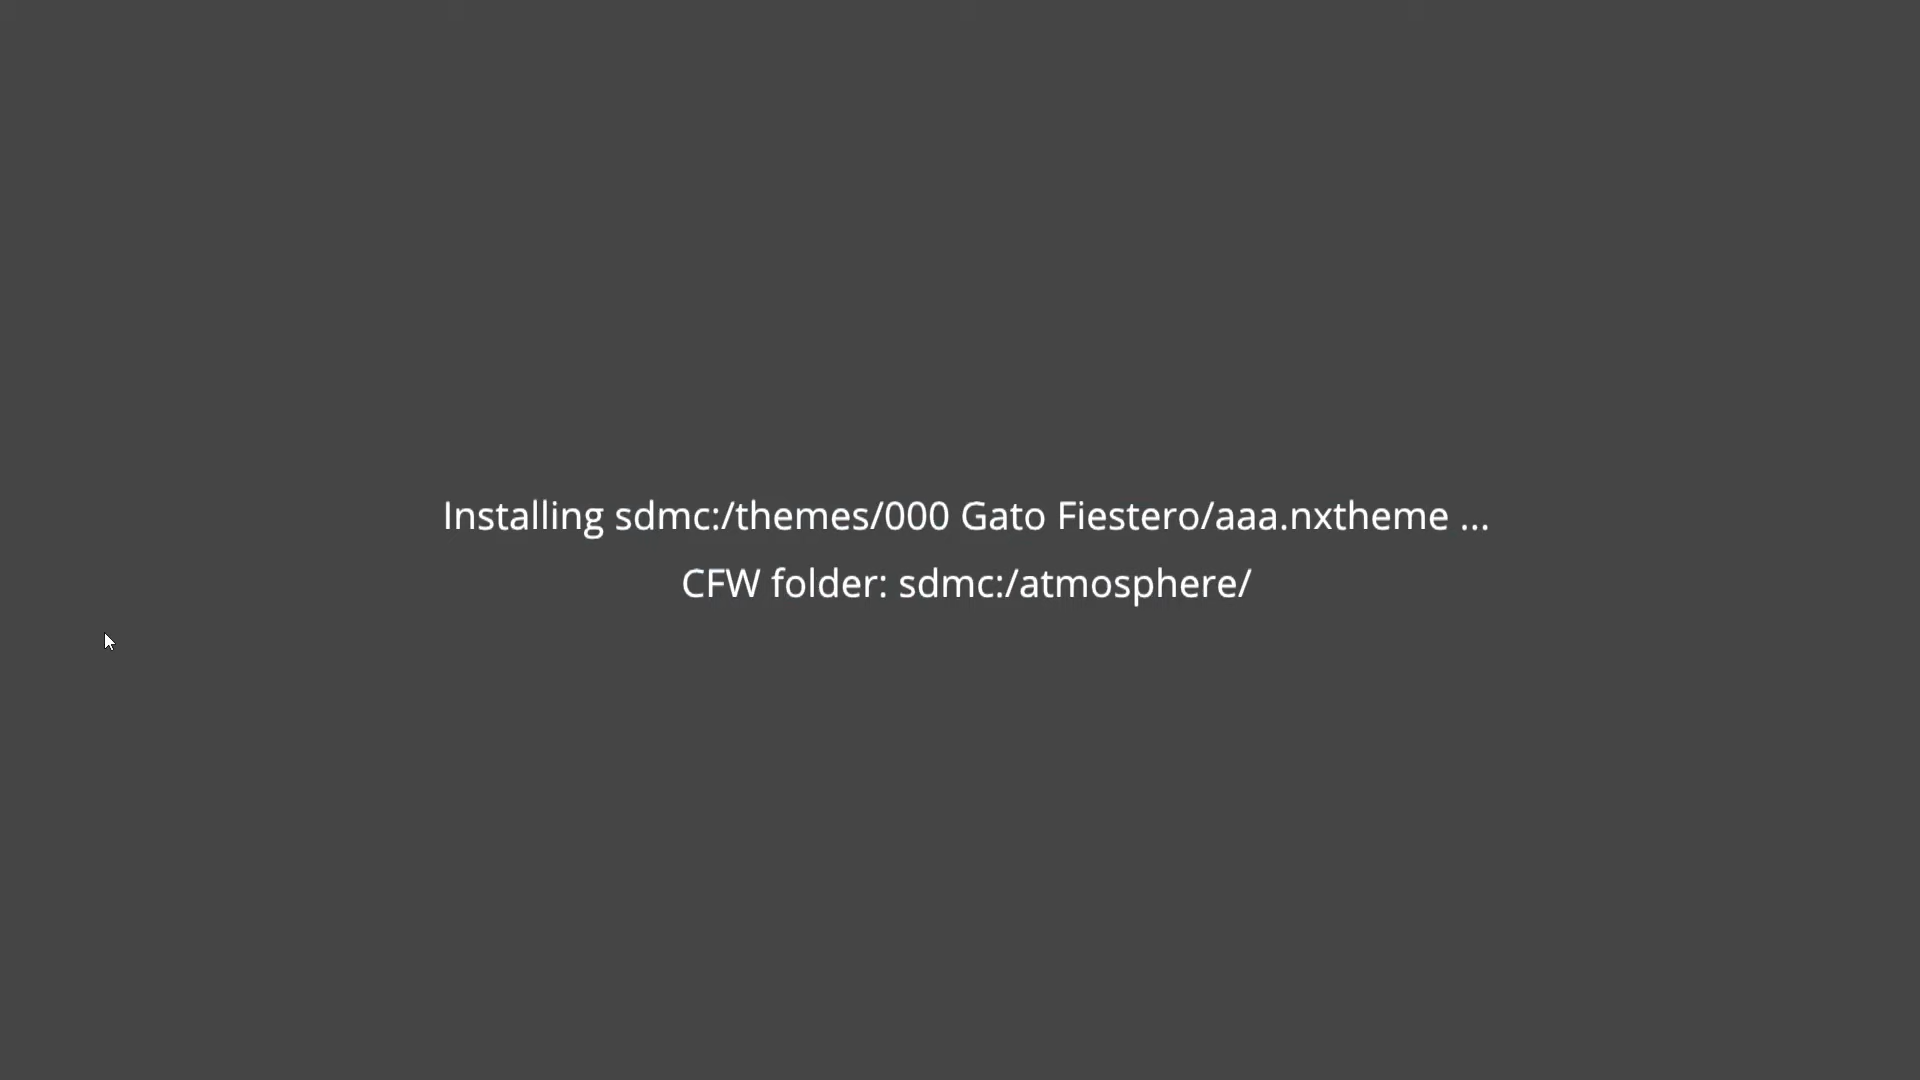 Installing sdmc:/themes/000 Gato Fiestero/aaa.nxtheme ...
CFW folder: sdmc:/atmosphere/